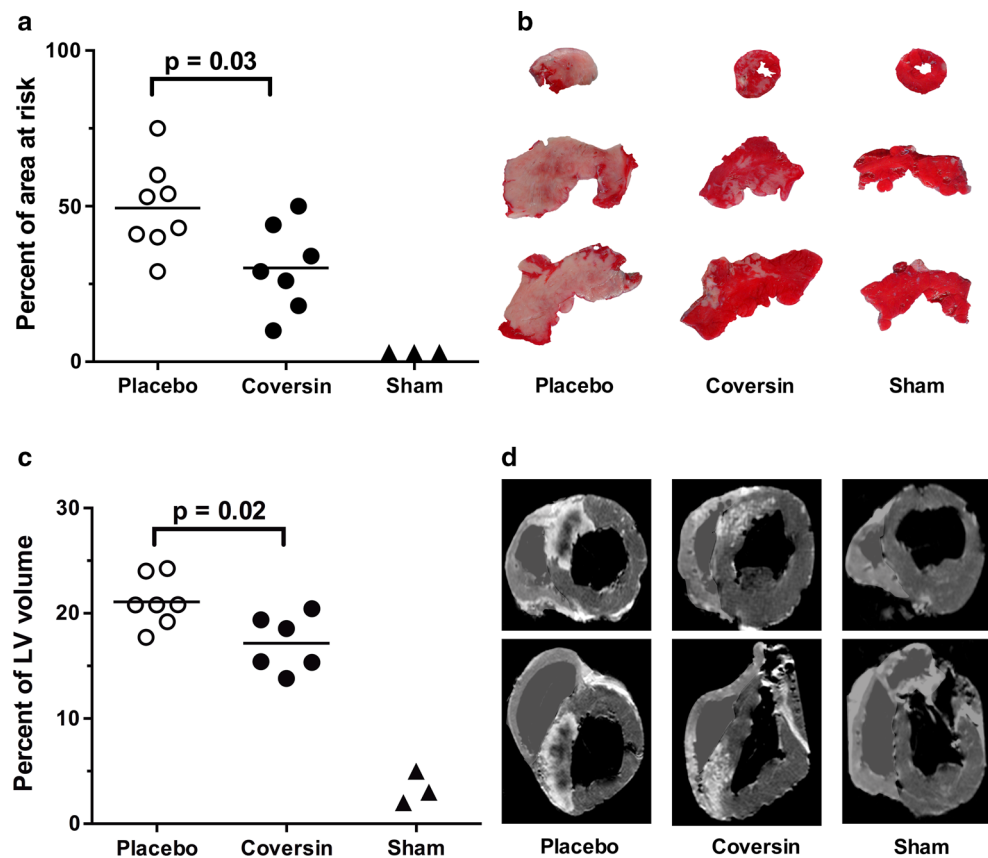 a
Percent of area at risk
100
50
0
p = 0.03
Placebo Coversin Sham
b
Placebo Coversin Sham
c
Percent of LV volume
30
20
10
0
p = 0.02
Placebo Coversin Sham
d
Placebo Coversin Sham